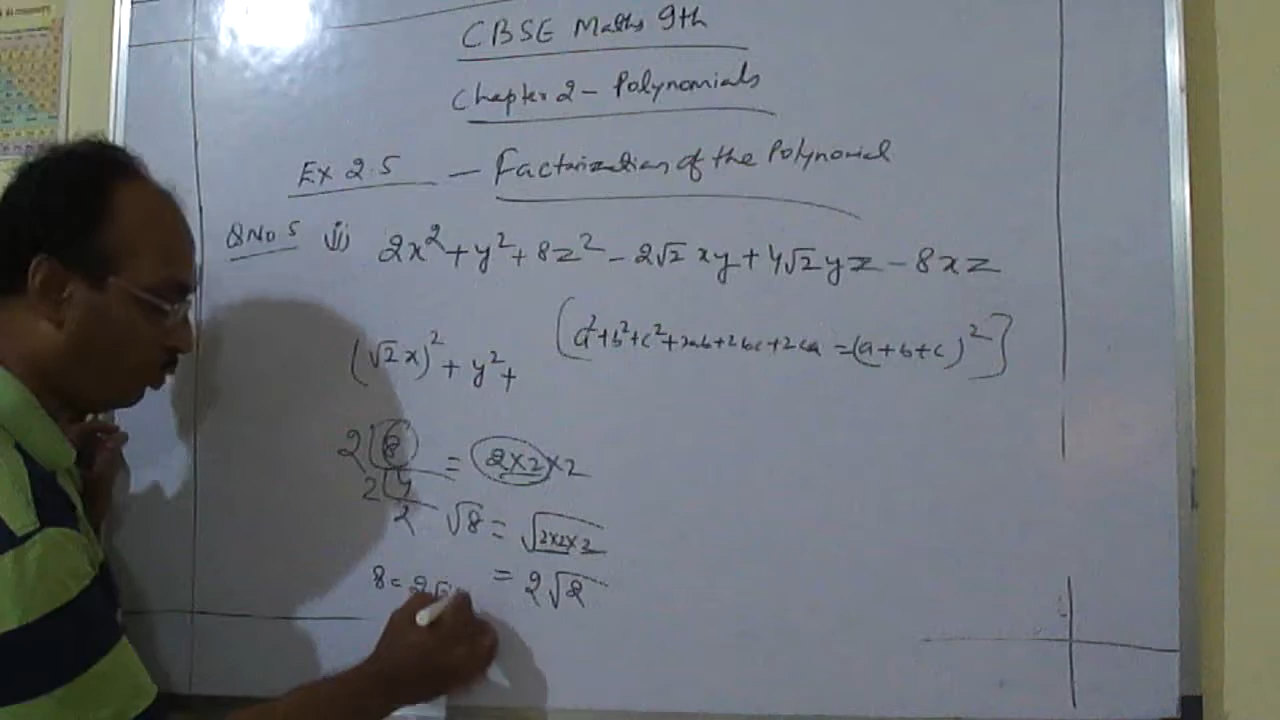 CBSE Maths 9th
Chapter 2 - Polynomials
Ex 2.5 - Factorization of the Polynomial
QNo 5 ii) 2x² + y² + 8z² - 2√2 xy + 4√2 yz - 8xz
[a² + b² + c² + 2ab + 2bc + 2ca = (a + b + c)²]
(√2 x)² + y² +
2 | 8 = 2×2×2
2 | 4
2
√8 = √2×2×2
= 2√2
8 = 2√